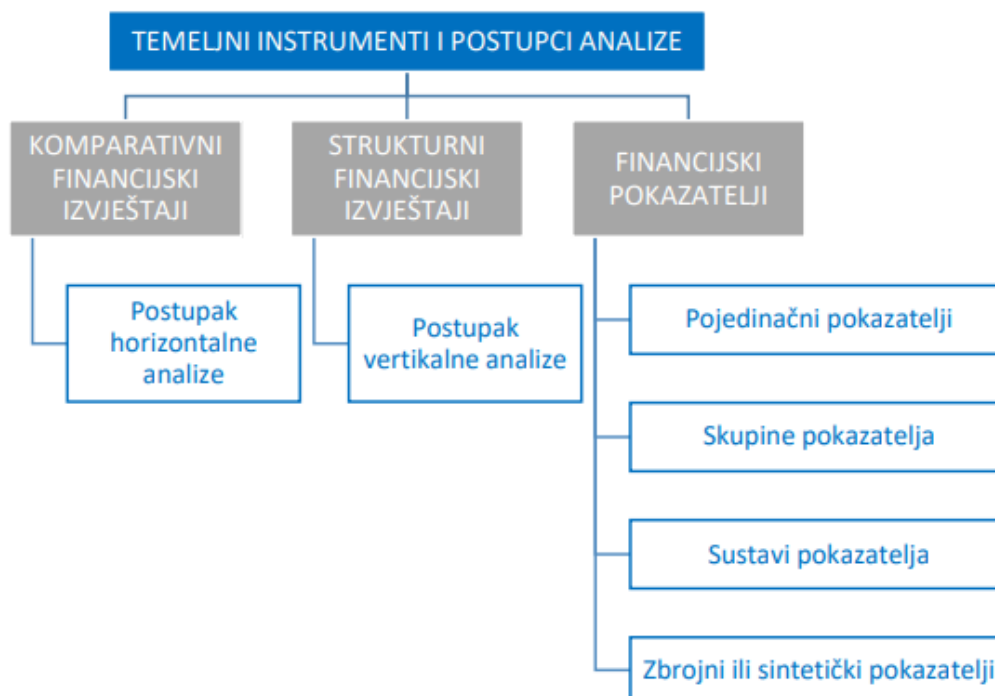 TEMELJNI INSTRUMENTI I POSTUPCI ANALIZE
KOMPARATIVNI
FINANCIJSKI
IZVJEŠTAJI
STRUKTURNI
FINANCIJSKI
IZVJEŠTAJI
FINANCIJSKI
POKAZATELJI
Postupak
horizontalne
analize
Postupak
vertikalne analize
Pojedinačni pokazatelji
Skupine pokazatelja
Sustavi pokazatelja
Zbrojni ili sintetički pokazatelji